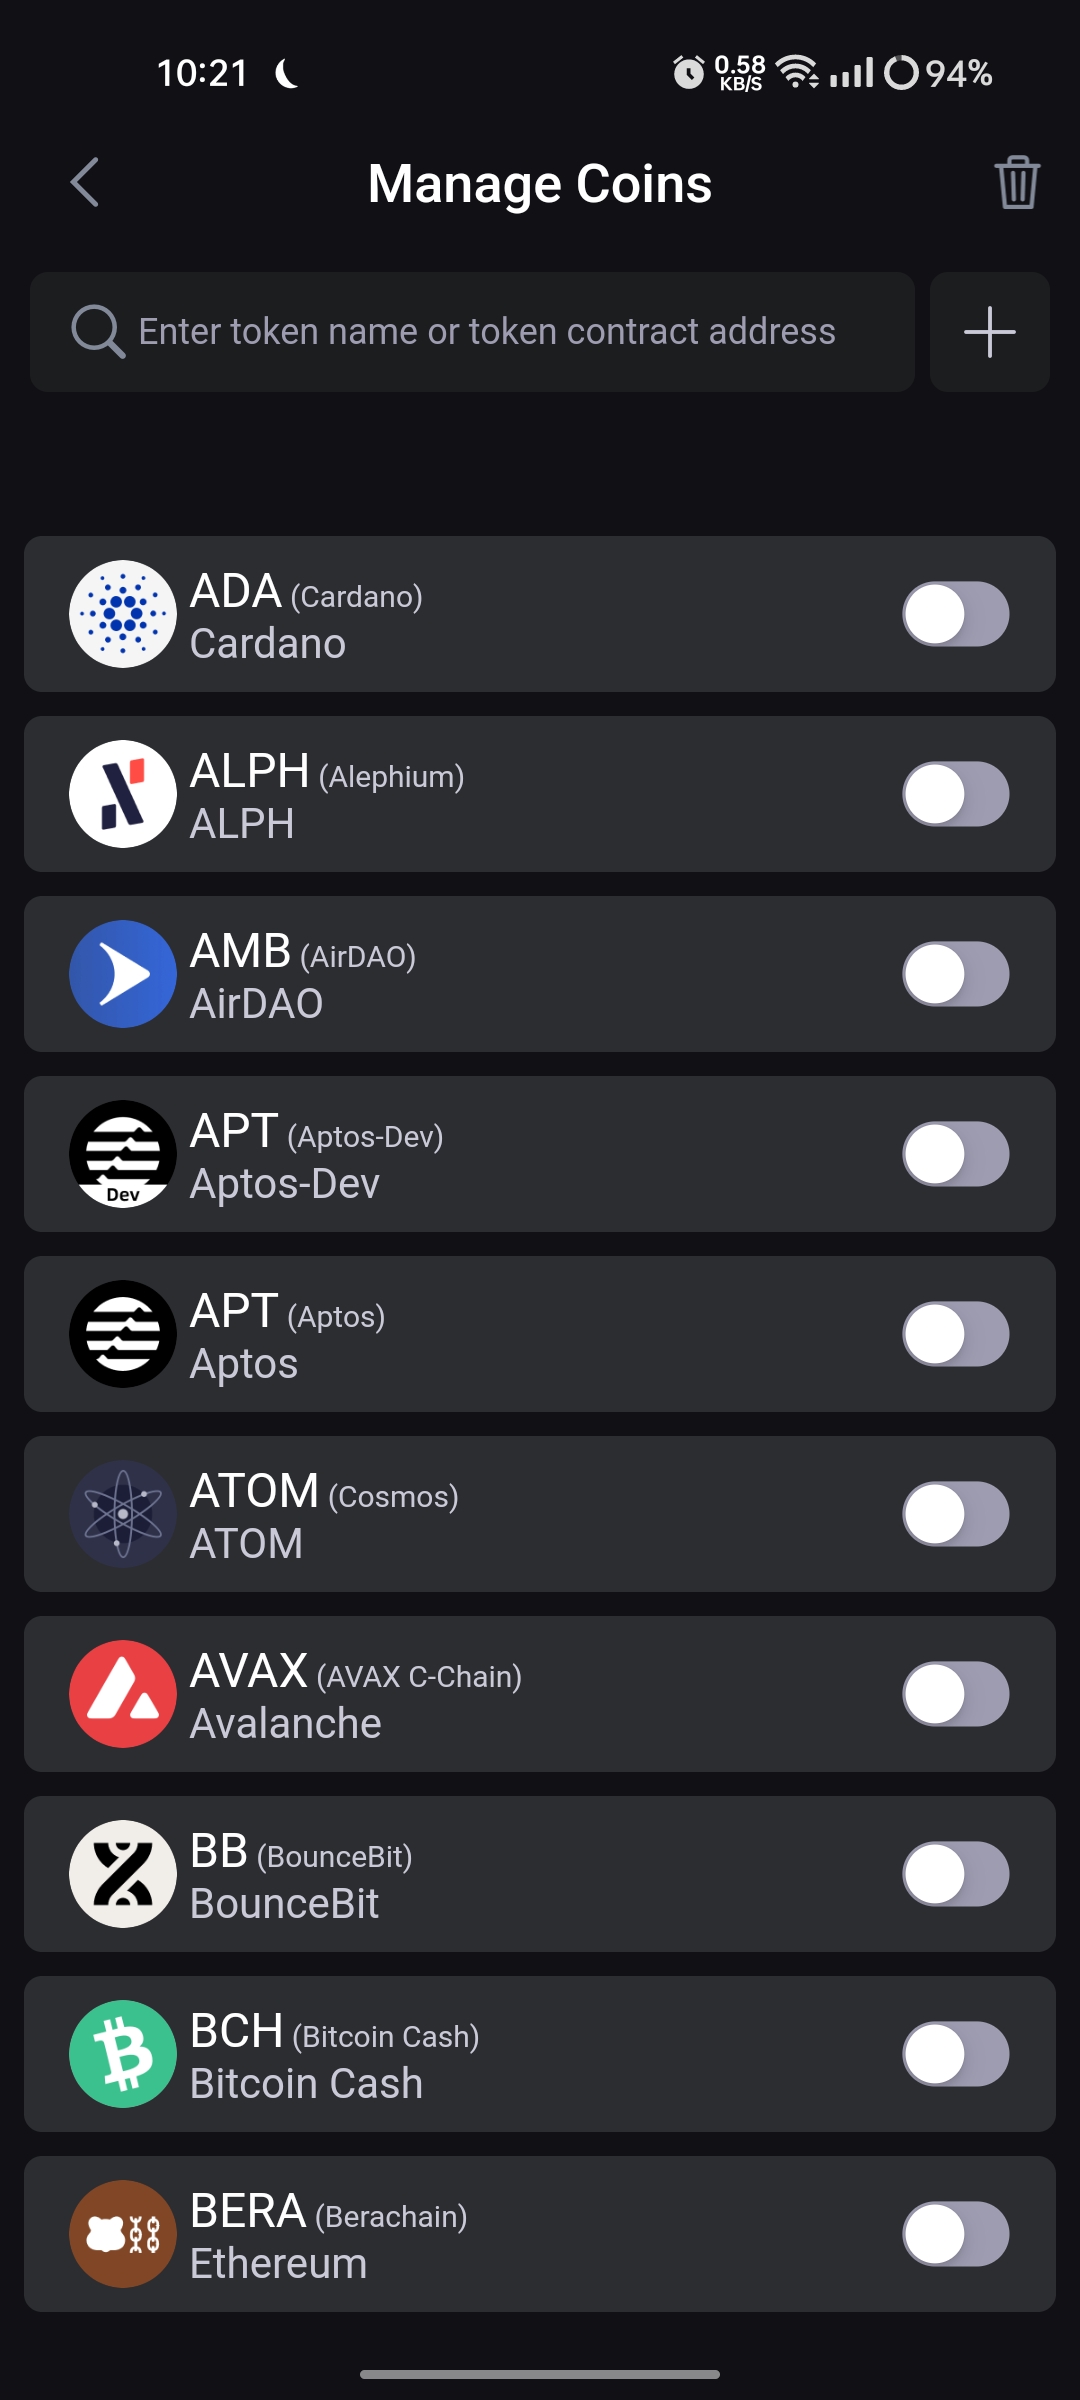 10:21 0.58 KB/S 94%
Manage Coins
Enter token name or token contract address
ADA (Cardano)
Cardano
ALPH (Alephium)
ALPH
AMB (AirDAO)
AirDAO
APT (Aptos-Dev)
Aptos-Dev
Dev
APT (Aptos)
Aptos
ATOM (Cosmos)
ATOM
AVAX (AVAX C-Chain)
Avalanche
BB (BounceBit)
BounceBit
BCH (Bitcoin Cash)
Bitcoin Cash
BERA (Berachain)
Ethereum